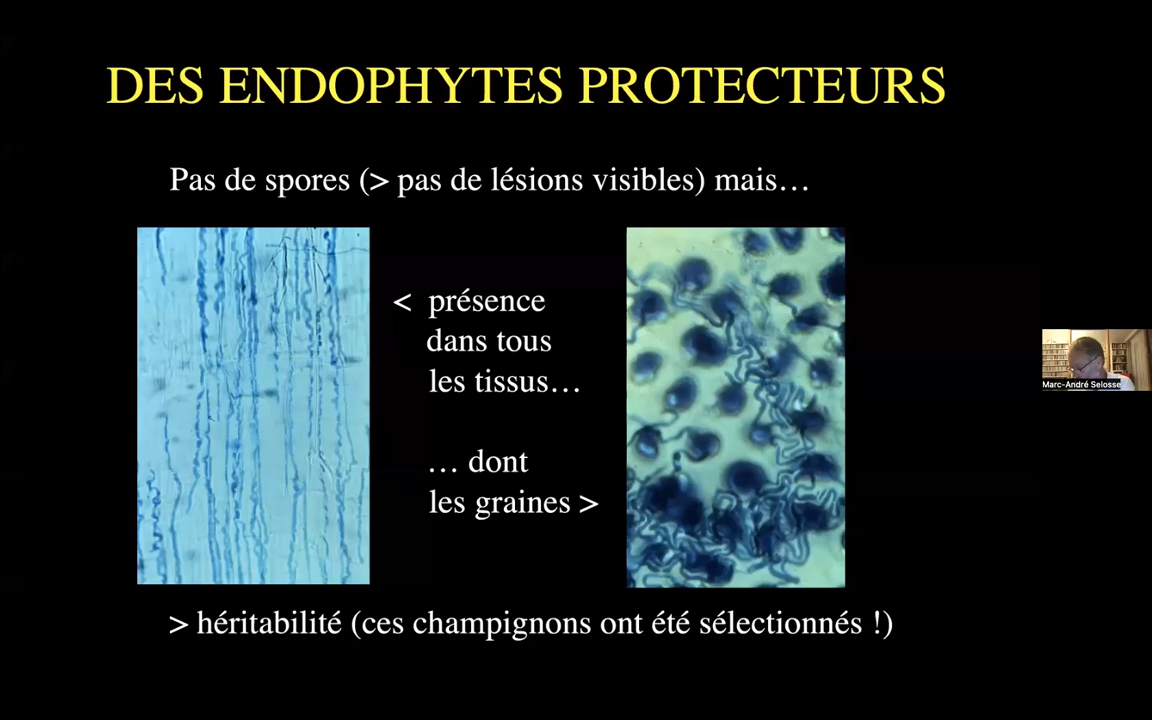 DES ENDOPHYTES PROTECTEURS
Pas de spores (> pas de lésions visibles) mais…
< présence
dans tous
les tissus…
… dont
les graines >
> héritabilité (ces champignons ont été sélectionnés !)
Marc-André Selosse